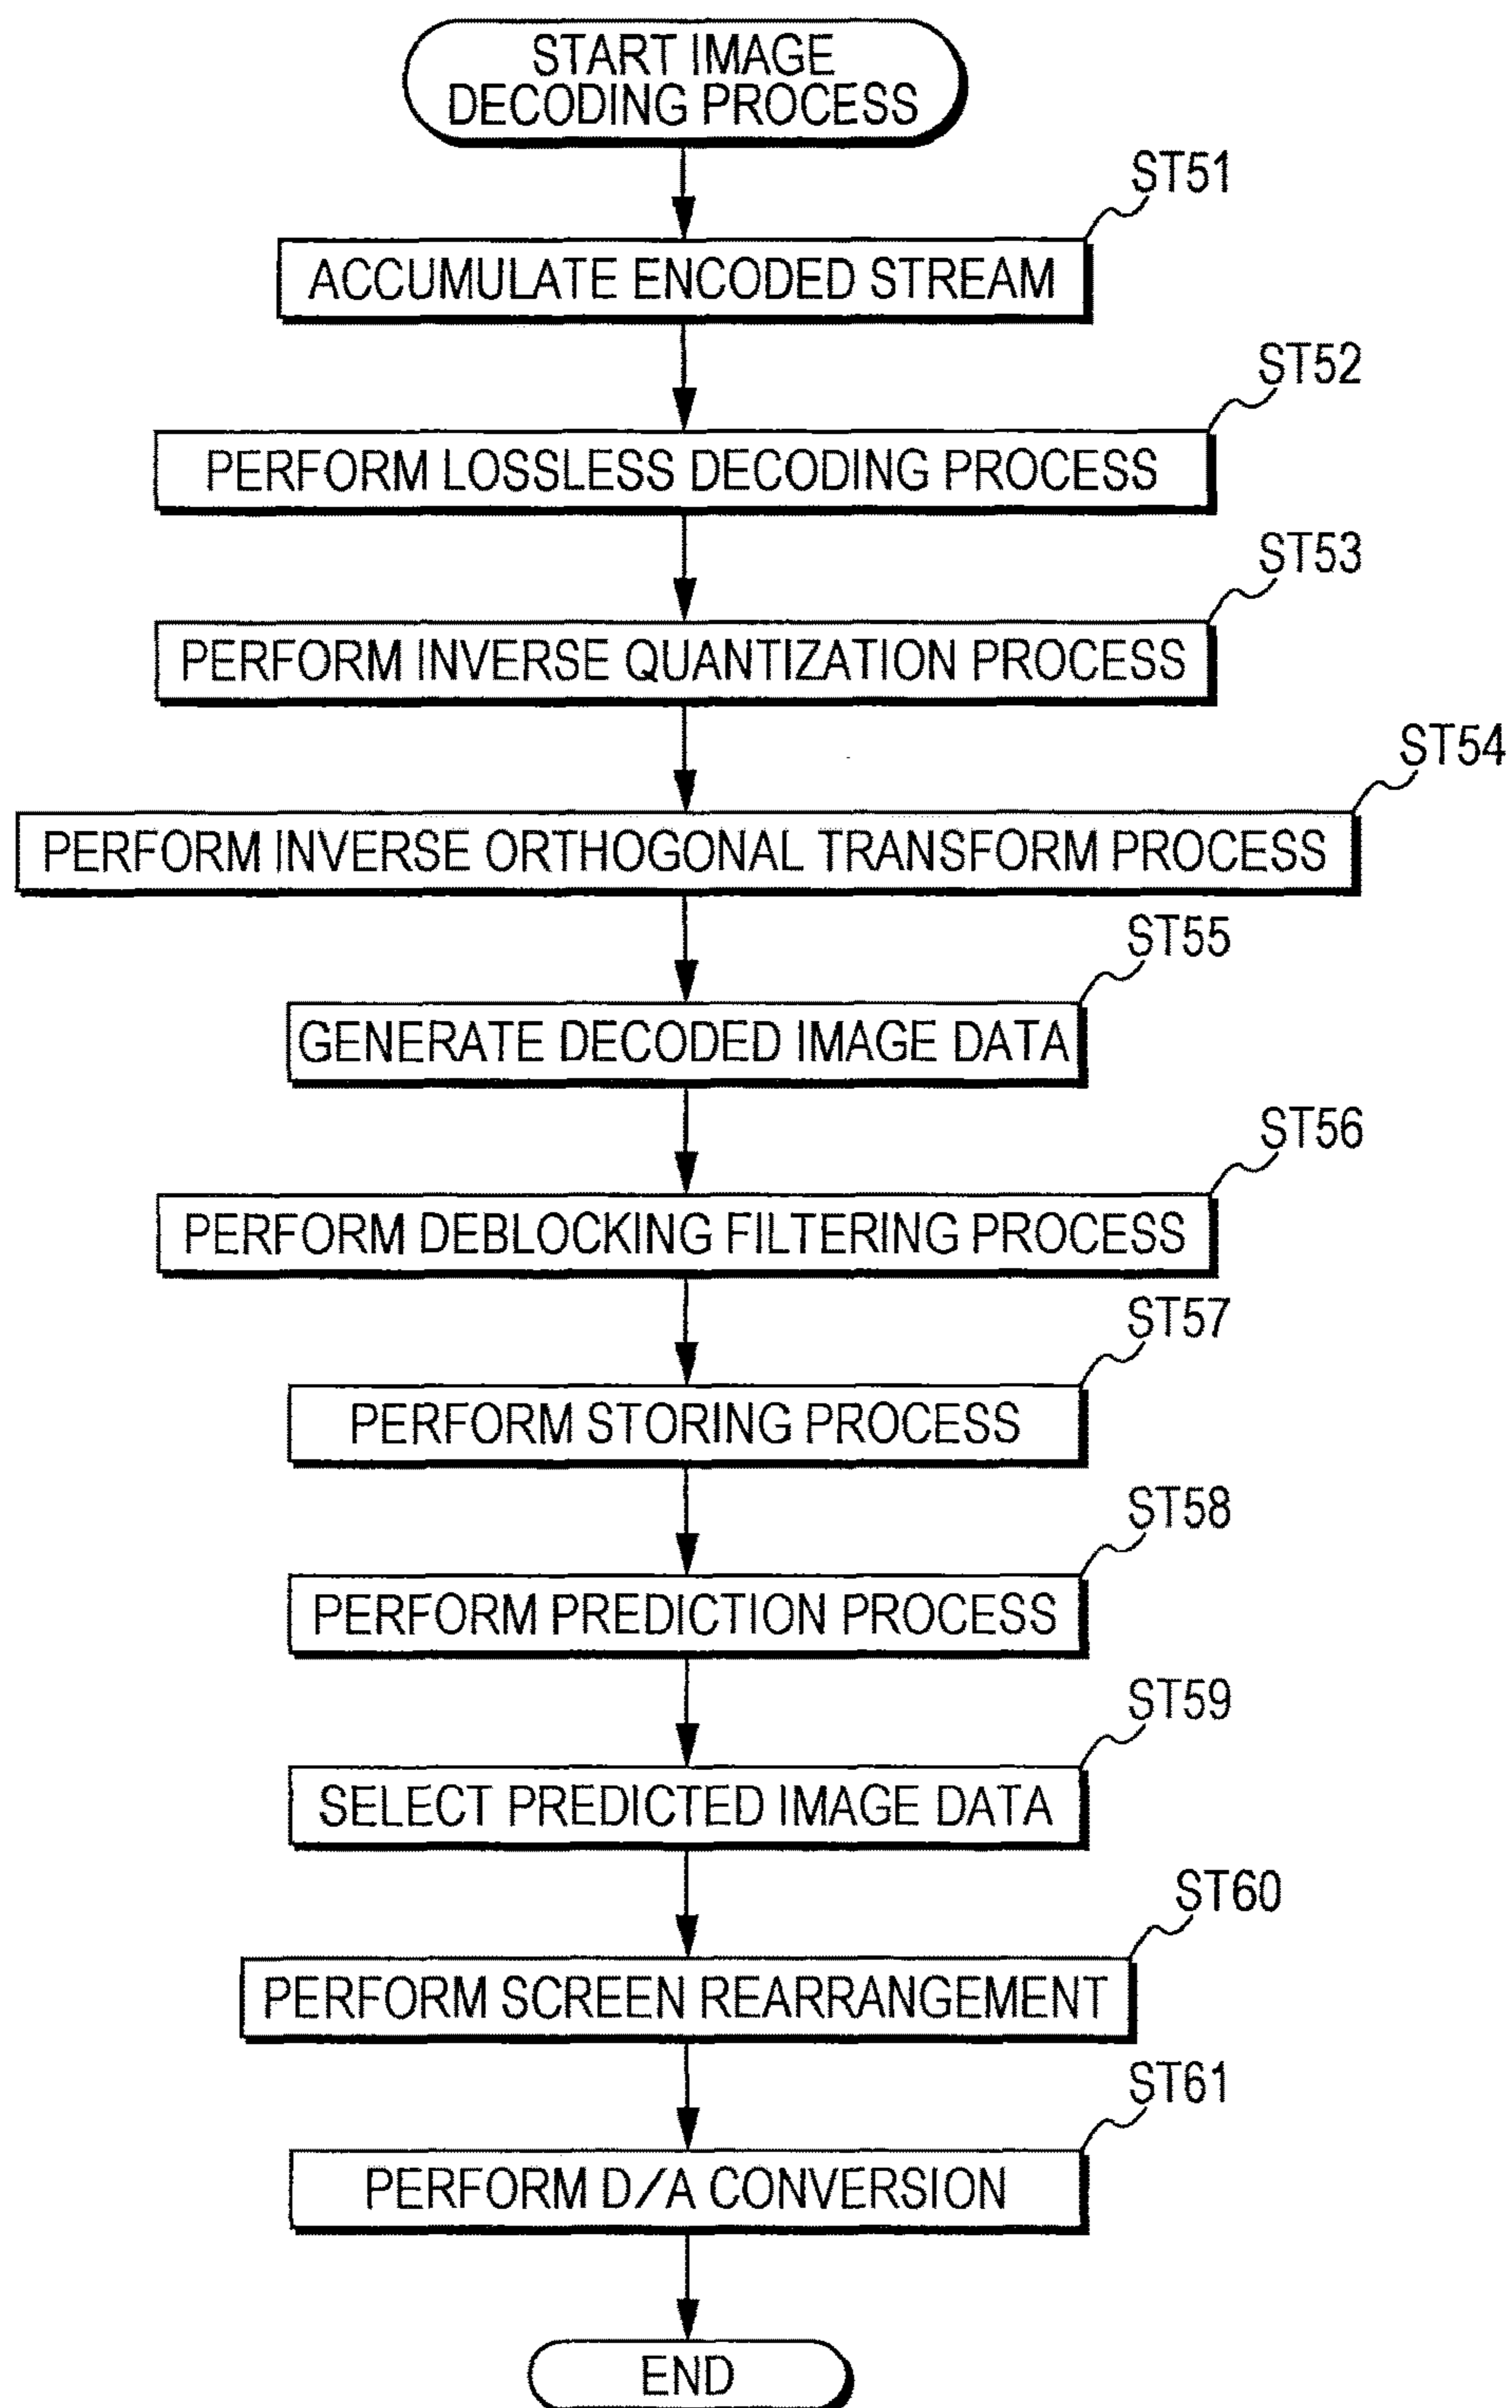 START IMAGE
DECODING PROCESS
ST51
ACCUMULATE ENCODED STREAM
ST52
PERFORM LOSSLESS DECODING PROCESS
ST53
PERFORM INVERSE QUANTIZATION PROCESS
ST54
PERFORM INVERSE ORTHOGONAL TRANSFORM PROCESS
ST55
GENERATE DECODED IMAGE DATA
ST56
PERFORM DEBLOCKING FILTERING PROCESS
ST57
PERFORM STORING PROCESS
ST58
PERFORM PREDICTION PROCESS
ST59
SELECT PREDICTED IMAGE DATA
ST60
PERFORM SCREEN REARRANGEMENT
ST61
PERFORM D/A CONVERSION
END